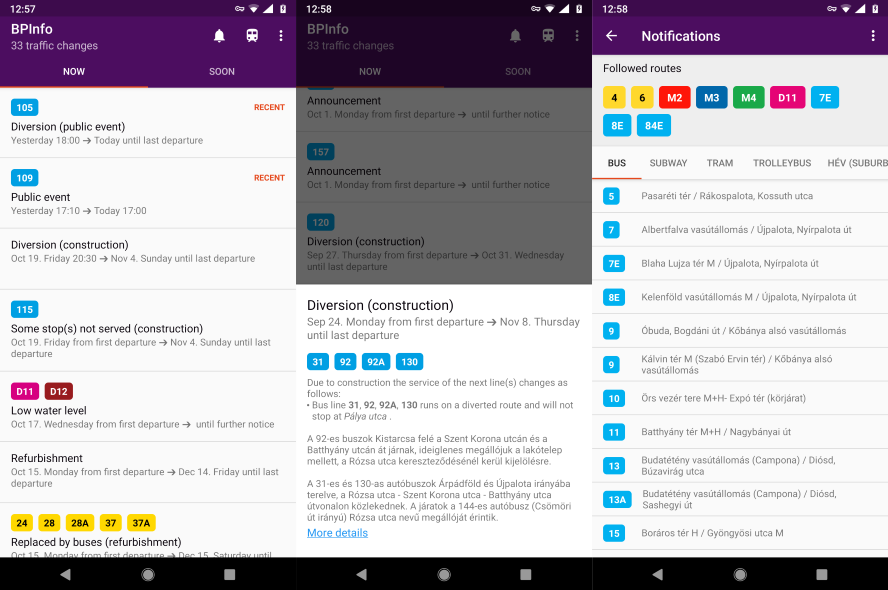 12:57
BPInfo
33 traffic changes
NOW
SOON
105
RECENT
Diversion (public event)
Yesterday 18:00 ➔ Today until last departure
109
RECENT
Public event
Yesterday 17:10 ➔ Today 17:00
Diversion (construction)
Oct 19. Friday 20:30 ➔ Nov 4. Sunday until last departure
115
Some stop(s) not served (construction)
Oct 19. Friday from first departure ➔ Nov 4. Sunday until last
departure
D11 D12
Low water level
Oct 17. Wednesday from first departure ➔ until further notice
Refurbishment
Oct 15. Monday from first departure ➔ Dec 14. Friday until last
departure
24 28 28A 37 37A
Replaced by buses (refurbishment)
Oct 15. Monday from first departure ➔ Dec 15. Saturday until
12:58
BPInfo
33 traffic changes
NOW
SOON
Announcement
Oct 1. Monday from first departure ➔ until further notice
157
Announcement
Oct 1. Monday from first departure ➔ until further notice
120
Diversion (construction)
Sep 27. Thursday from first departure ➔ Oct 31. Wednesday
until last departure
Diversion (construction)
Sep 24. Monday from first departure ➔ Nov 8. Thursday
until last departure
31 92 92A 130
Due to construction the service of the next line(s) changes as
follows:
• Bus line 31, 92, 92A, 130 runs on a diverted route and will not
stop at Pálya utca .
A 92-es buszok Kistarcsa felé a Szent Korona utcán és a
Batthyány utcán át járnak, ideiglenes megállójuk a lakótelep
mellett, a Rózsa utca kereszteződésénél kerül kijelölésre.
A 31-es és 130-as autóbuszok Árpádföld és Újpalota irányába
terelve, a Rózsa utca - Szent Korona utca - Batthyány utca
útvonalon közlekednek. A járatok a 144-es autóbusz (Csömöri
út irányú) Rózsa utca nevű megállóját érintik.
More details
12:58
Notifications
Followed routes
4 6 M2 M3 M4 D11 7E
8E 84E
BUS
SUBWAY
TRAM
TROLLEYBUS
HÉV (SUBURB
5 Pasaréti tér / Rákospalota, Kossuth utca
7 Albertfalva vasútállomás / Újpalota, Nyírpalota út
7E Blaha Lujza tér M / Újpalota, Nyírpalota út
8E Kelenföld vasútállomás M / Újpalota, Nyírpalota út
9 Óbuda, Bogdáni út / Kőbánya alsó vasútállomás
9 Kálvin tér M (Szabó Ervin tér) / Kőbánya alsó
vasútállomás
10 Örs vezér tere M+H- Expó tér (körjárat)
11 Batthyány tér M+H / Nagybányai út
13 Budatétény vasútállomás (Campona) / Diósd,
Búzavirág utca
13A Budatétény vasútállomás (Campona) / Diósd,
Sashegyi út
15 Boráros tér H / Gyöngyösi utca M